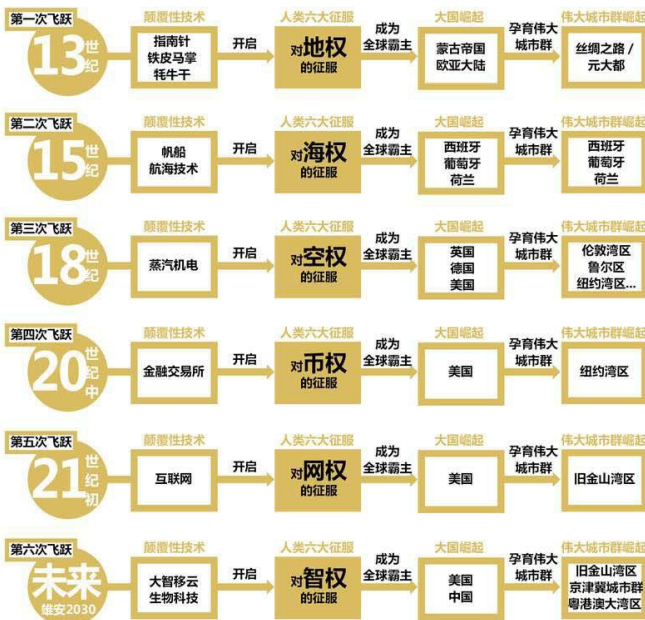 第一次飞跃
13世纪
颠覆性技术
指南针
铁皮马掌
牦牛干
开启
人类六大征服
对地权
的征服
成为
全球霸主
大国崛起
蒙古帝国
欧亚大陆
孕育伟大
城市群
伟大城市群崛起
丝绸之路 /
元大都
第二次飞跃
15世纪
颠覆性技术
帆船
航海技术
开启
人类六大征服
对海权
的征服
成为
全球霸主
大国崛起
西班牙
葡萄牙
荷兰
孕育伟大
城市群
伟大城市群崛起
西班牙
葡萄牙
荷兰
第三次飞跃
18世纪
颠覆性技术
蒸汽机电
开启
人类六大征服
对空权
的征服
成为
全球霸主
大国崛起
英国
德国
美国
孕育伟大
城市群
伟大城市群崛起
伦敦湾区
鲁尔区
纽约湾区...
第四次飞跃
20世纪中
颠覆性技术
金融交易所
开启
人类六大征服
对币权
的征服
成为
全球霸主
大国崛起
美国
孕育伟大
城市群
伟大城市群崛起
纽约湾区
第五次飞跃
21世纪初
颠覆性技术
互联网
开启
人类六大征服
对网权
的征服
成为
全球霸主
大国崛起
美国
孕育伟大
城市群
伟大城市群崛起
旧金山湾区
第六次飞跃
未来
雄安2030
颠覆性技术
大智移云
生物科技
开启
人类六大征服
对智权
的征服
成为
全球霸主
大国崛起
美国
中国
孕育伟大
城市群
伟大城市群崛起
旧金山湾区
京津冀城市群
粤港澳大湾区